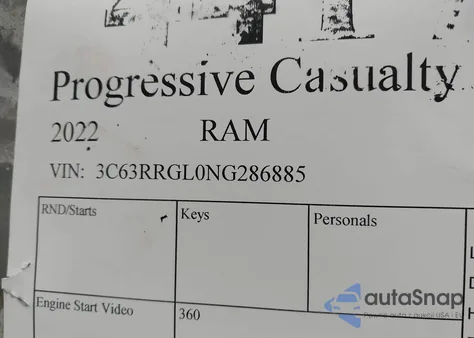 Progressive Casualty
2022 RAM
VIN: 3C63RRGL0NG286885
RND/Starts Keys Personals
Engine Start Video 360
autaSnap